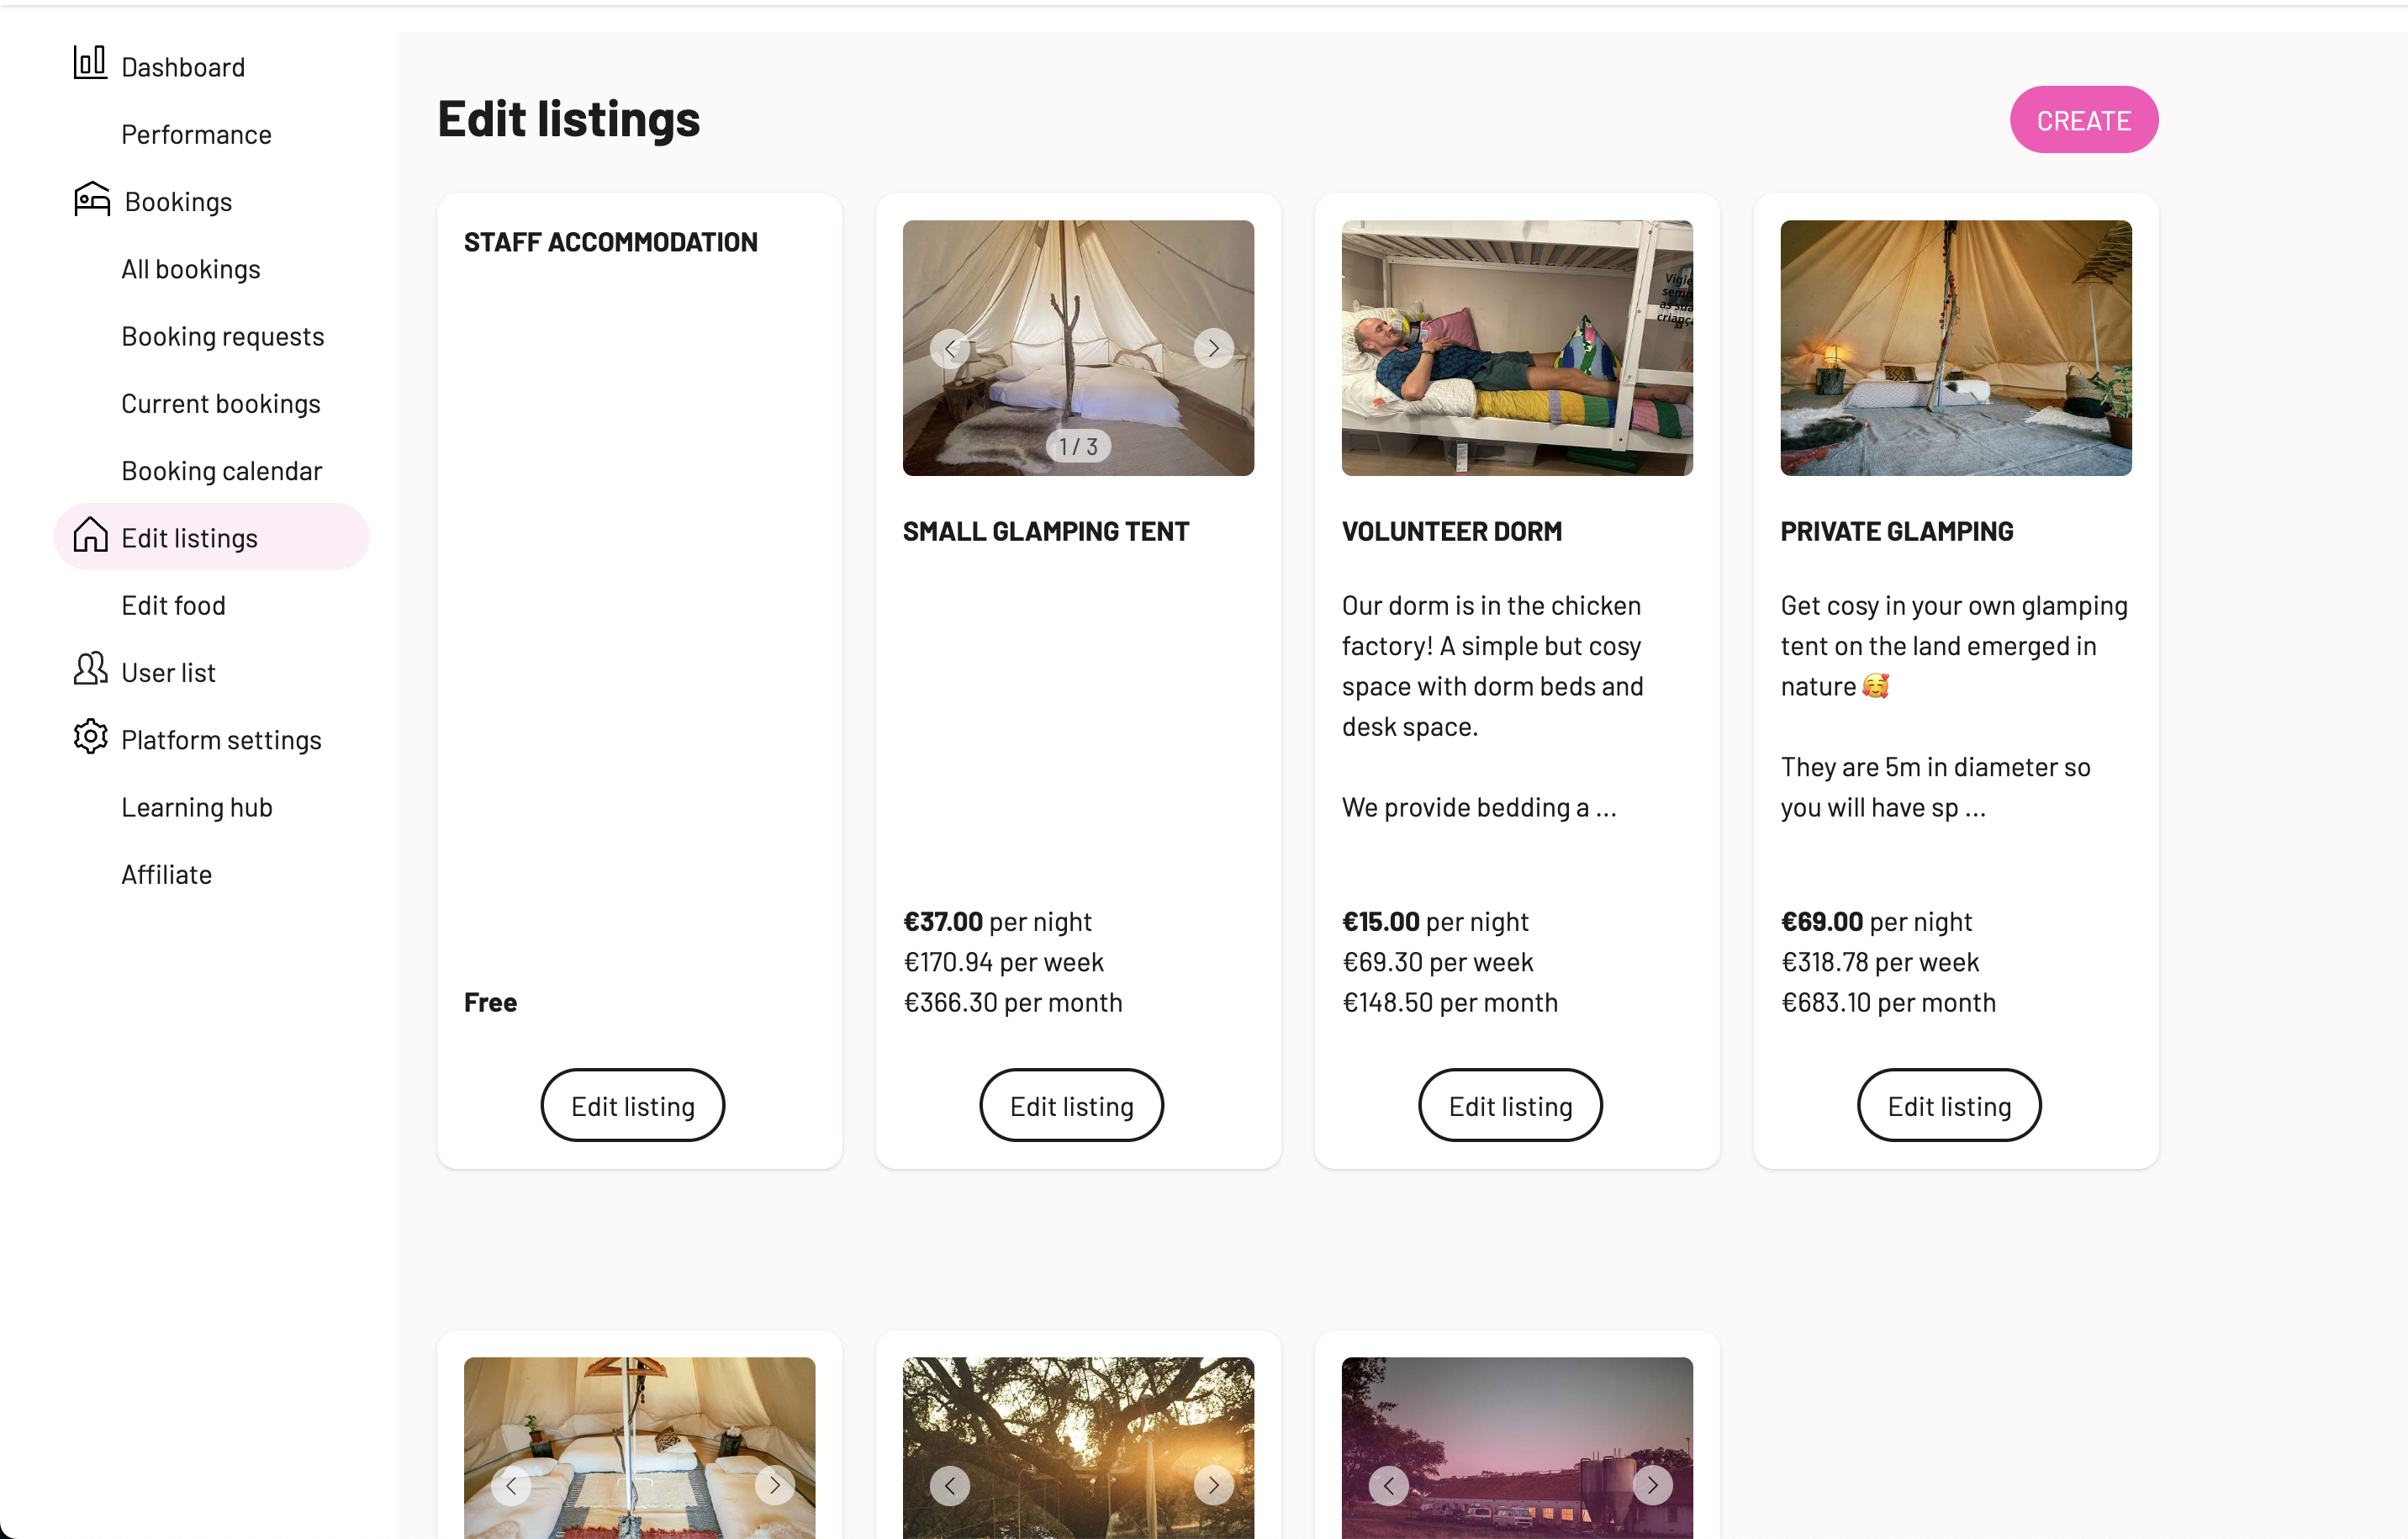 Dashboard
Performance
Bookings
All bookings
Booking requests
Current bookings
Booking calendar
Edit listings
Edit food
User list
Platform settings
Learning hub
Affiliate
Edit listings
CREATE
STAFF ACCOMMODATION
Free
Edit listing
1 / 3
SMALL GLAMPING TENT
€37.00 per night
€170.94 per week
€366.30 per month
Edit listing
VOLUNTEER DORM
Our dorm is in the chicken
factory! A simple but cosy
space with dorm beds and
desk space.
We provide bedding a ...
€15.00 per night
€69.30 per week
€148.50 per month
Edit listing
PRIVATE GLAMPING
Get cosy in your own glamping
tent on the land emerged in
nature 🥰
They are 5m in diameter so
you will have sp ...
€69.00 per night
€318.78 per week
€683.10 per month
Edit listing